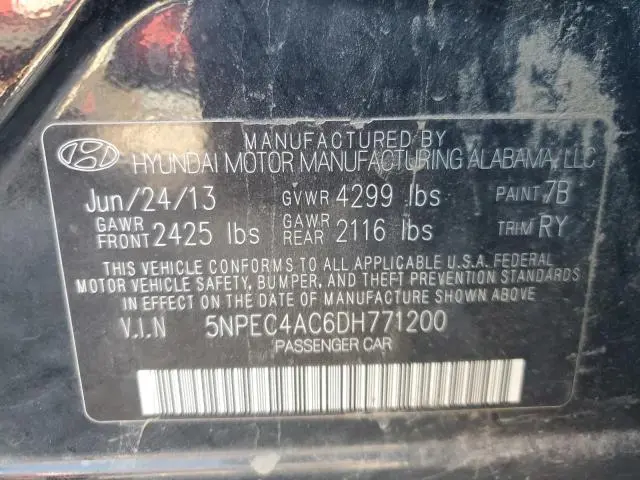 MANUFACTURED BY
HYUNDAI MOTOR MANUFACTURING ALABAMA, LLC
Jun/24/13 GVWR 4299 lbs PAINT 7B
GAWR FRONT 2425 lbs GAWR REAR 2116 lbs TRIM RY
THIS VEHICLE CONFORMS TO ALL APPLICABLE U.S.A. FEDERAL
MOTOR VEHICLE SAFETY, BUMPER, AND THEFT PREVENTION STANDARDS
IN EFFECT ON THE DATE OF MANUFACTURE SHOWN ABOVE.
V.I.N 5NPEC4AC6DH771200
PASSENGER CAR